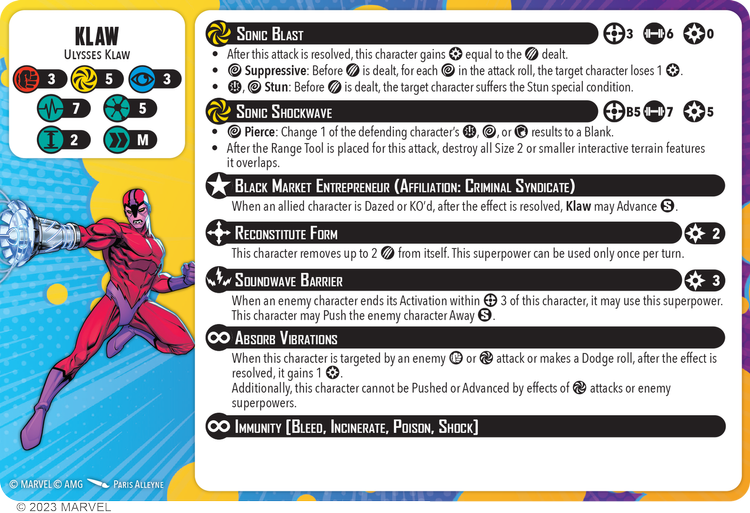 KLAW
ULYSSES KLAW
3 5 3
7 5
2 M
SONIC BLAST 3 6 0
• After this attack is resolved, this character gains equal to the dealt.
• Suppressive: Before is dealt, for each in the attack roll, the target character loses 1 .
• , Stun: Before is dealt, the target character suffers the Stun special condition.
SONIC SHOCKWAVE B5 7 5
• Pierce: Change 1 of the defending character's , , or results to a Blank.
• After the Range Tool is placed for this attack, destroy all Size 2 or smaller interactive terrain features
it overlaps.
BLACK MARKET ENTREPRENEUR (AFFILIATION: CRIMINAL SYNDICATE)
When an allied character is Dazed or KO'd, after the effect is resolved, Klaw may Advance S.
RECONSTITUTE FORM 2
This character removes up to 2 from itself. This superpower can be used only once per turn.
SOUNDWAVE BARRIER 3
When an enemy character ends its Activation within 3 of this character, it may use this superpower.
This character may Push the enemy character Away S.
ABSORB VIBRATIONS
When this character is targeted by an enemy or attack or makes a Dodge roll, after the effect is
resolved, it gains 1 .
Additionally, this character cannot be Pushed or Advanced by effects of attacks or enemy
superpowers.
IMMUNITY [BLEED, INCINERATE, POISON, SHOCK]
© MARVEL © AMG PARIS ALLEYNE
© 2023 MARVEL